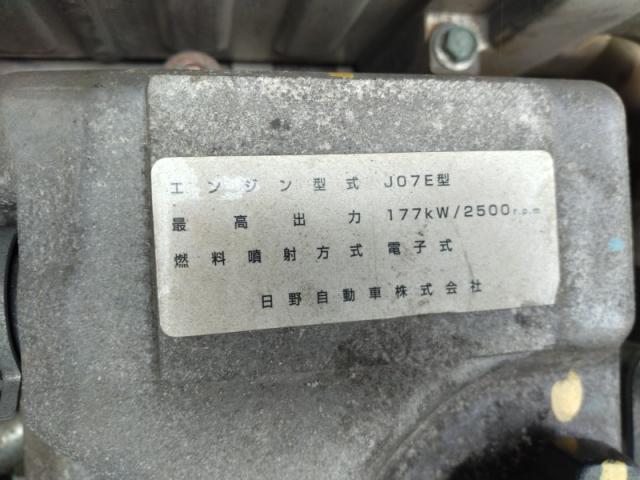 エンジン型式 J07E型
最高出力 177kW/2500r.p.m
燃料噴射方式 電子式
日野自動車株式会社